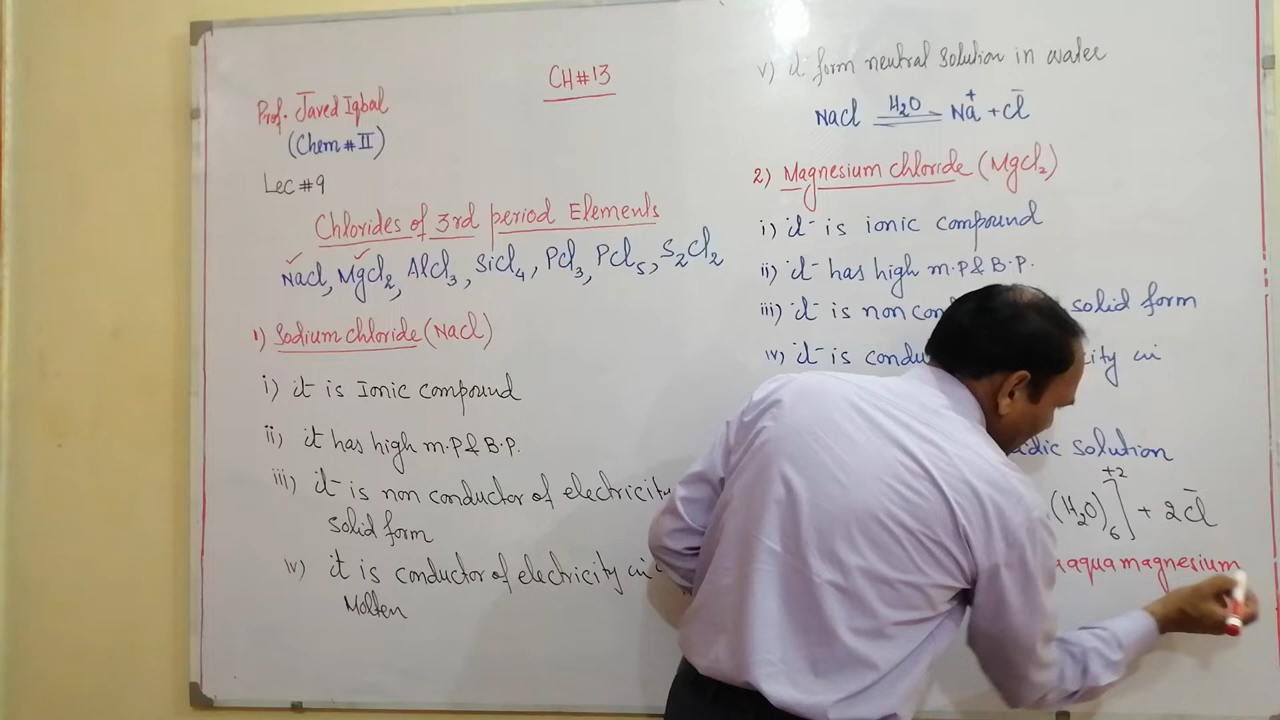 CH#13
Prof. Javed Iqbal
(Chem # II)
Lec #9
Chlorides of 3rd period Elements
NaCl, MgCl2, AlCl3, SiCl4, PCl3, PCl5, S2Cl2
1) Sodium chloride (NaCl)
i) it is Ionic compound
ii) it has high m.p & B.P.
iii) it is non conductor of electricity
solid form
iv) it is conductor of electricity in
Molten
v) it form neutral solution in water
NaCl H2O Na+ + Cl-
2) Magnesium chloride (MgCl2)
i) it is ionic compound
ii) it has high m.p & B.P.
iii) it is non solid form
iv) it is in
solution
(H2O)6]+2 + 2Cl-
magnesium